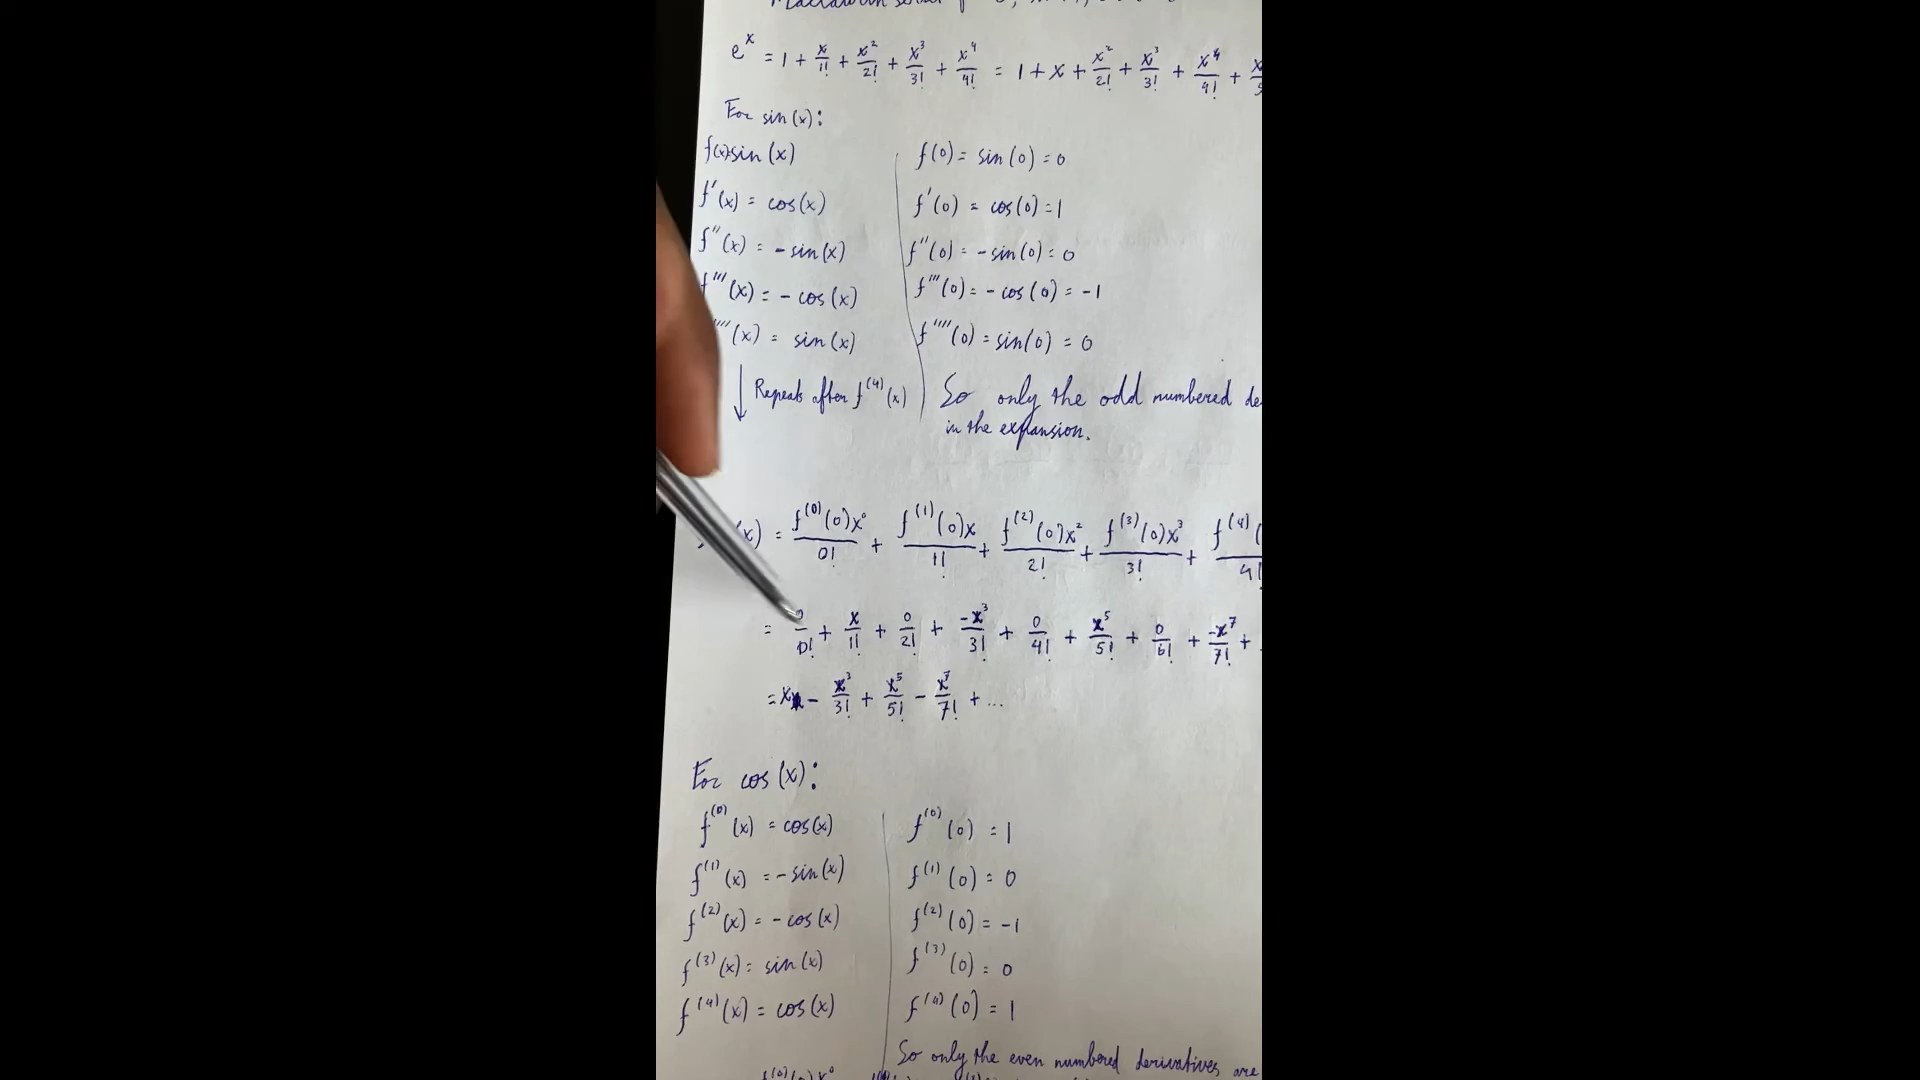 Maclaurin series f
e^x = 1 + x/1! + x²/2! + x³/3! + x⁴/4! = 1 + x + x²/2! + x³/3! + x⁴/4! +
For sin(x):
f(x)=sin(x)
f'(x) = cos(x)
f''(x) = -sin(x)
f'''(x) = -cos(x)
''''(x) = sin(x)
↓ Repeats after f^(4)(x)
f(0) = sin(0) = 0
f'(0) = cos(0) = 1
f''(0) = -sin(0) = 0
f'''(0) = -cos(0) = -1
f''''(0) = sin(0) = 0
So only the odd numbered de
in the expansion.
(x) = f^(0)(0)x⁰/0! + f^(1)(0)x/1! + f^(2)(0)x²/2! + f^(3)(0)x³/3! + f^(4)(/4!
= 0/0! + x/1! + 0/2! + -x³/3! + 0/4! + x⁵/5! + 0/6! + -x⁷/7! +
= x - x³/3! + x⁵/5! - x⁷/7! + ...
For cos(x):
f^(0)(x) = cos(x)
f^(1)(x) = -sin(x)
f^(2)(x) = -cos(x)
f^(3)(x) = sin(x)
f^(4)(x) = cos(x)
f^(0)(0) = 1
f^(1)(0) = 0
f^(2)(0) = -1
f^(3)(0) = 0
f^(4)(0) = 1
So only the even numbered derivatives are